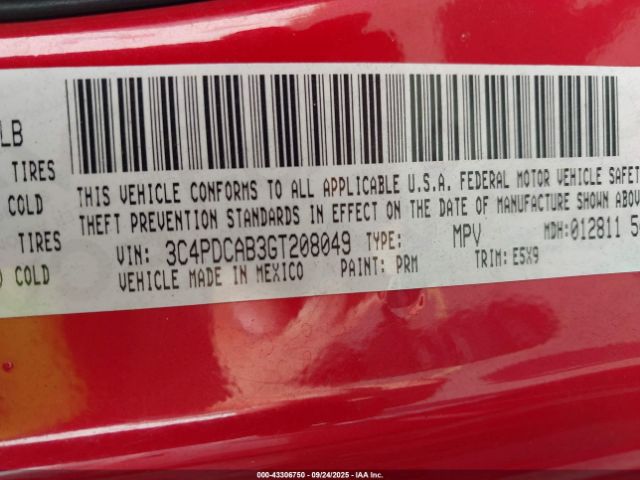 LB
TIRES
COLD
THIS VEHICLE CONFORMS TO ALL APPLICABLE U.S.A. FEDERAL MOTOR VEHICLE SAFET
THEFT PREVENTION STANDARDS IN EFFECT ON THE DATE OF MANUFACTURE SHOWN ABOV
TIRES
COLD
VIN: 3C4PDCAB3GT208049 TYPE: MPV MDH:012811 5
VEHICLE MADE IN MEXICO PAINT: PRM TRIM: E5X9
000-43306750 - 09/24/2025 - IAAI Inc.